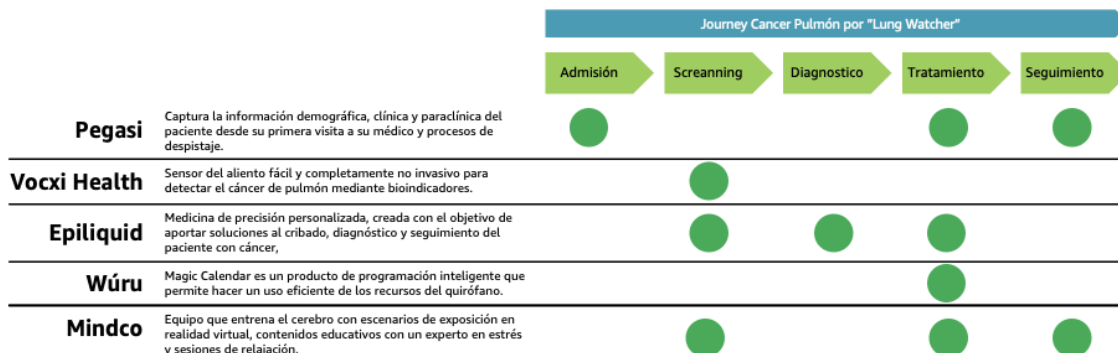 Journey Cancer Pulmón por "Lung Watcher"
Admisión
Screanning
Diagnostico
Tratamiento
Seguimiento
Pegasi
Captura la información demográfica, clínica y paraclínica del
paciente desde su primera visita a su médico y procesos de
despistaje.
Vocxi Health
Sensor del aliento fácil y completamente no invasivo para
detectar el cáncer de pulmón mediante bioindicadores.
Epiliquid
Medicina de precisión personalizada, creada con el objetivo de
aportar soluciones al cribado, diagnóstico y seguimiento del
paciente con cáncer,
Wúru
Magic Calendar es un producto de programación inteligente que
permite hacer un uso eficiente de los recursos del quirófano.
Mindco
Equipo que entrena el cerebro con escenarios de exposición en
realidad virtual, contenidos educativos con un experto en estrés
y sesiones de relajación.